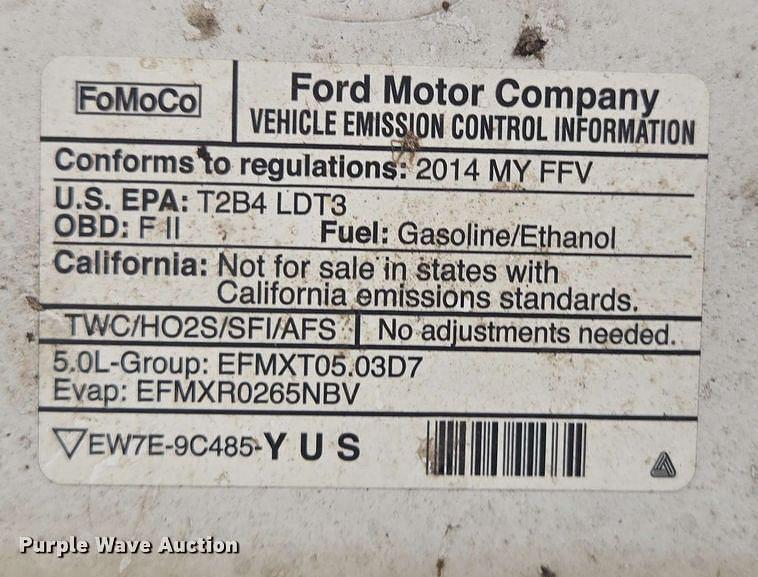 FoMoCo
Ford Motor Company
VEHICLE EMISSION CONTROL INFORMATION
Conforms to regulations: 2014 MY FFV
U.S. EPA: T2B4 LDT3
OBD: F II Fuel: Gasoline/Ethanol
California: Not for sale in states with
California emissions standards.
TWC/HO2S/SFI/AFS No adjustments needed.
5.0L-Group: EFMXT05.03D7
Evap: EFMXR0265NBV
EW7E-9C485-Y U S
Purple Wave Auction